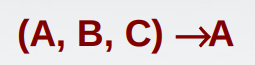 (A, B, C) →A